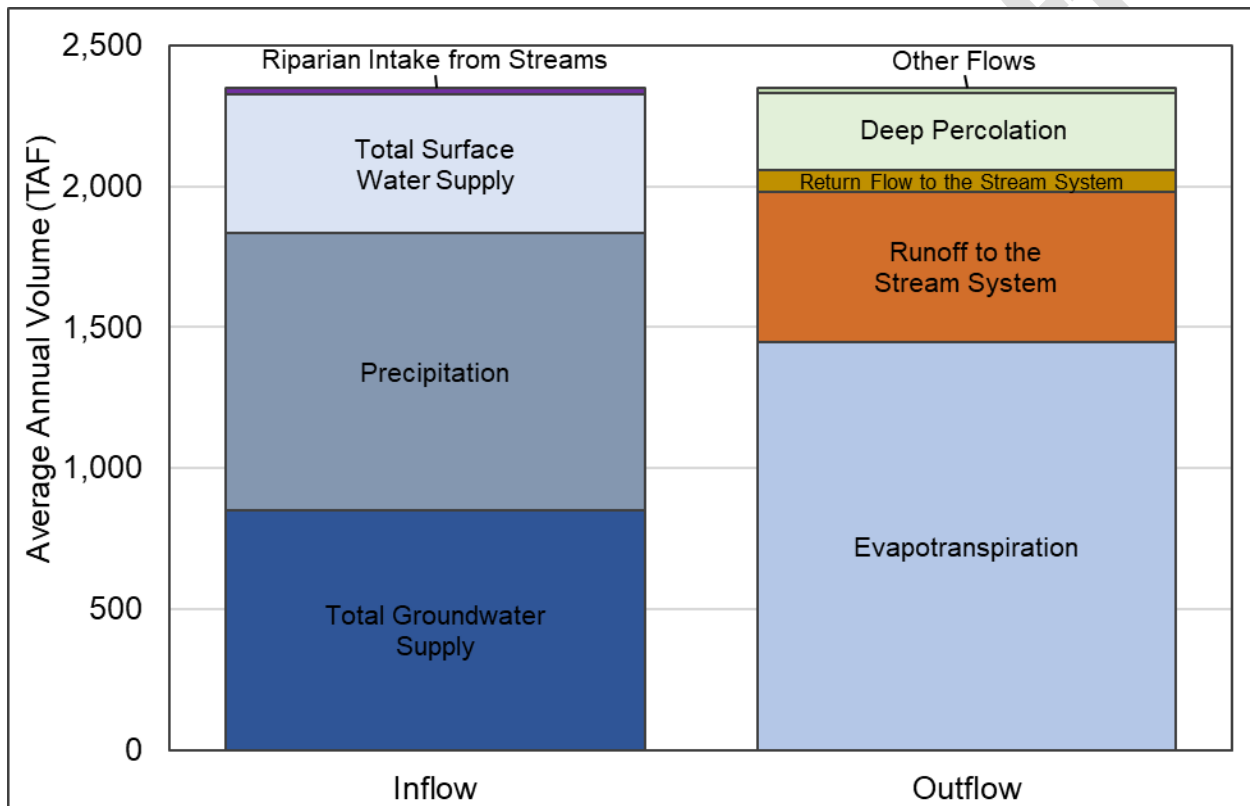 Average Annual Volume (TAF)
2,500
2,000
1,500
1,000
500
0
Riparian Intake from Streams
Total Surface
Water Supply
Precipitation
Total Groundwater
Supply
Inflow
Other Flows
Deep Percolation
Return Flow to the Stream System
Runoff to the
Stream System
Evapotranspiration
Outflow